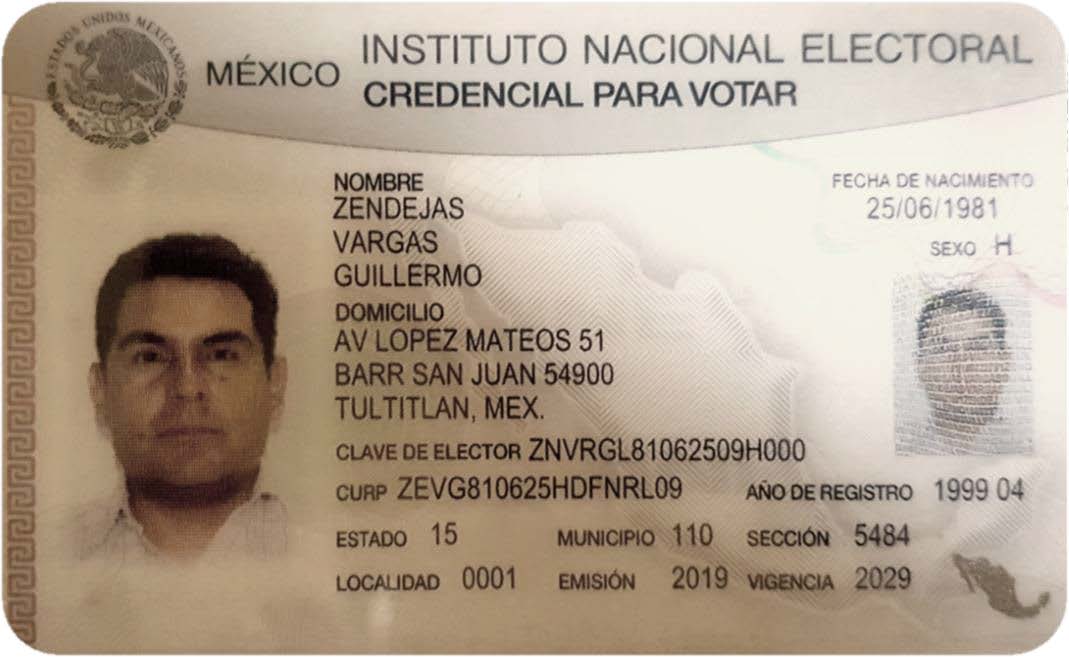 ESTADOS UNIDOS MEXICANOS
MÉXICO
INSTITUTO NACIONAL ELECTORAL
CREDENCIAL PARA VOTAR
NOMBRE
ZENDEJAS
VARGAS
GUILLERMO
FECHA DE NACIMIENTO
25/06/1981
SEXO H
DOMICILIO
AV LOPEZ MATEOS 51
BARR SAN JUAN 54900
TULTITLAN, MEX.
CLAVE DE ELECTOR ZNVRGL81062509H000
CURP ZEVG810625HDFNRL09 AÑO DE REGISTRO 1999 04
ESTADO 15 MUNICIPIO 110 SECCIÓN 5484
LOCALIDAD 0001 EMISIÓN 2019 VIGENCIA 2029